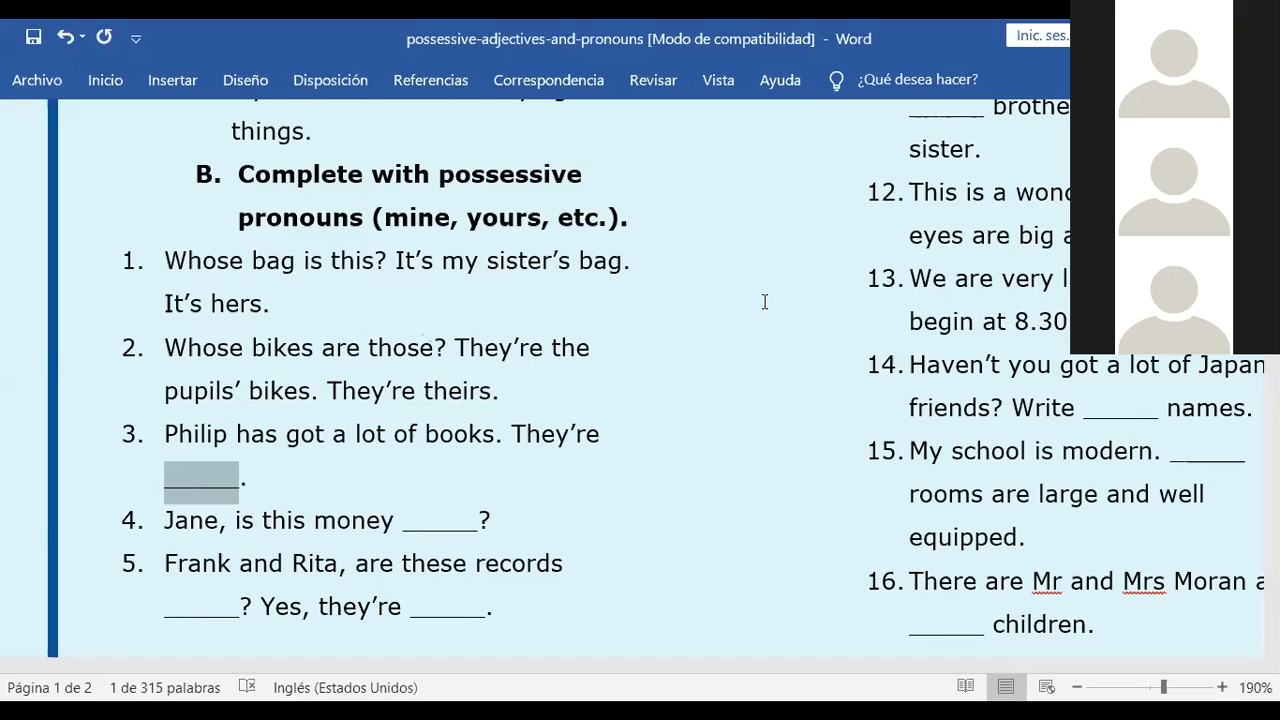 possessive-adjectives-and-pronouns [Modo de compatibilidad] - Word
Inic. ses.
Archivo Inicio Insertar Diseño Disposición Referencias Correspondencia Revisar Vista Ayuda ¿Qué desea hacer?
things.
B. Complete with possessive
pronouns (mine, yours, etc.).
1. Whose bag is this? It’s my sister’s bag.
It’s hers.
2. Whose bikes are those? They’re the
pupils’ bikes. They’re theirs.
3. Philip has got a lot of books. They’re
______.
4. Jane, is this money ______?
5. Frank and Rita, are these records
______? Yes, they’re ______.
______
sister.
12. This is a
eyes are big
13. We are very
begin at 8.30
14. Haven’t you got a lot of
friends? Write ______ names.
15. My school is modern. ______
rooms are large and well
equipped.
16. There are Mr and Mrs Moran
______ children.
Página 1 de 2 1 de 315 palabras Inglés (Estados Unidos) 190%